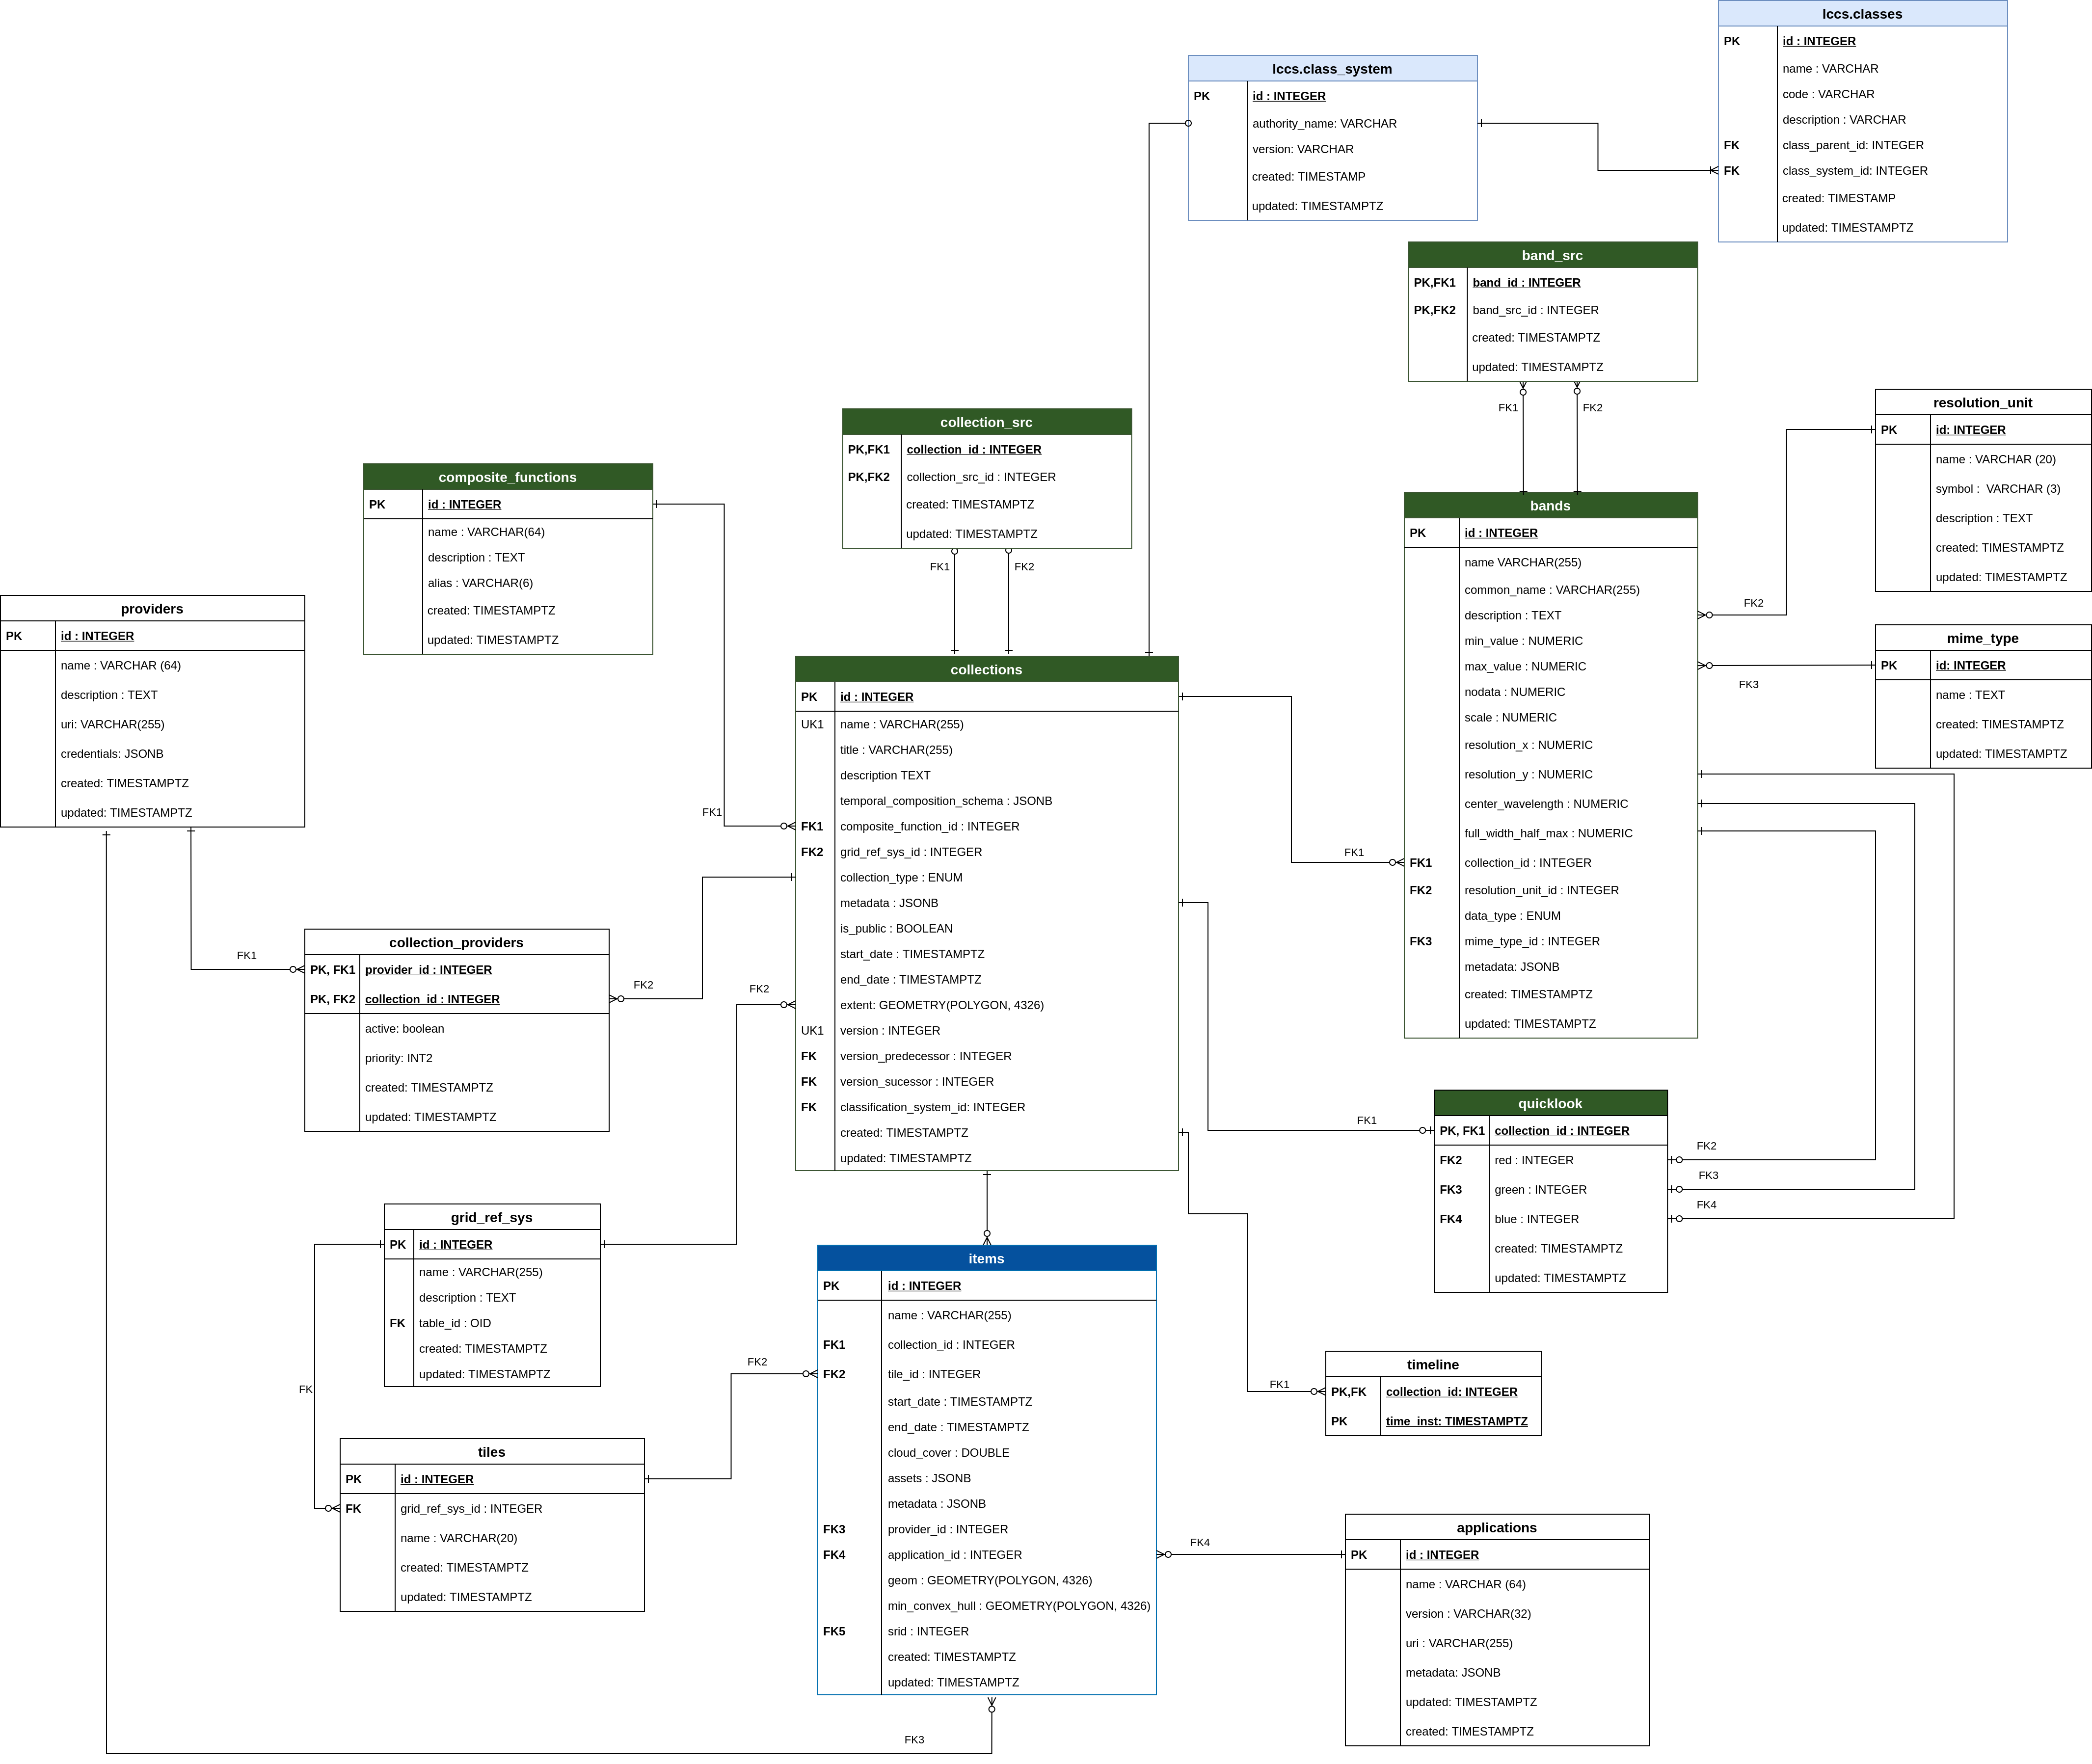 lccs.classes
PK id : INTEGER
name : VARCHAR
code : VARCHAR
description : VARCHAR
FK class_parent_id: INTEGER
FK class_system_id: INTEGER
created: TIMESTAMP
updated: TIMESTAMPTZ
lccs.class_system
PK id : INTEGER
authority_name: VARCHAR
version: VARCHAR
created: TIMESTAMP
updated: TIMESTAMPTZ
band_src
PK,FK1 band_id : INTEGER
PK,FK2 band_src_id : INTEGER
created: TIMESTAMPTZ
updated: TIMESTAMPTZ
FK1
FK2
resolution_unit
PK id: INTEGER
name : VARCHAR (20)
symbol :  VARCHAR (3)
description : TEXT
created: TIMESTAMPTZ
updated: TIMESTAMPTZ
FK2
mime_type
PK id: INTEGER
name : TEXT
created: TIMESTAMPTZ
updated: TIMESTAMPTZ
FK3
collection_src
PK,FK1 collection_id : INTEGER
PK,FK2 collection_src_id : INTEGER
created: TIMESTAMPTZ
updated: TIMESTAMPTZ
FK1
FK2
composite_functions
PK id : INTEGER
name : VARCHAR(64)
description : TEXT
alias : VARCHAR(6)
created: TIMESTAMPTZ
updated: TIMESTAMPTZ
FK1
bands
PK id : INTEGER
name VARCHAR(255)
common_name : VARCHAR(255)
description : TEXT
min_value : NUMERIC
max_value : NUMERIC
nodata : NUMERIC
scale : NUMERIC
resolution_x : NUMERIC
resolution_y : NUMERIC
center_wavelength : NUMERIC
full_width_half_max : NUMERIC
FK1 collection_id : INTEGER
FK2 resolution_unit_id : INTEGER
data_type : ENUM
FK3 mime_type_id : INTEGER
metadata: JSONB
created: TIMESTAMPTZ
updated: TIMESTAMPTZ
FK1
providers
PK id : INTEGER
name : VARCHAR (64)
description : TEXT
uri: VARCHAR(255)
credentials: JSONB
created: TIMESTAMPTZ
updated: TIMESTAMPTZ
FK1
collections
PK id : INTEGER
UK1 name : VARCHAR(255)
title : VARCHAR(255)
description TEXT
temporal_composition_schema : JSONB
FK1 composite_function_id : INTEGER
FK2 grid_ref_sys_id : INTEGER
collection_type : ENUM
metadata : JSONB
is_public : BOOLEAN
start_date : TIMESTAMPTZ
end_date : TIMESTAMPTZ
extent: GEOMETRY(POLYGON, 4326)
UK1 version : INTEGER
FK version_predecessor : INTEGER
FK version_sucessor : INTEGER
FK classification_system_id: INTEGER
created: TIMESTAMPTZ
updated: TIMESTAMPTZ
collection_providers
PK, FK1 provider_id : INTEGER
PK, FK2 collection_id : INTEGER
active: boolean
priority: INT2
created: TIMESTAMPTZ
updated: TIMESTAMPTZ
FK2
FK2
quicklook
PK, FK1 collection_id : INTEGER
FK2 red : INTEGER
FK3 green : INTEGER
FK4 blue : INTEGER
created: TIMESTAMPTZ
updated: TIMESTAMPTZ
FK1
FK2
FK3
FK4
grid_ref_sys
PK id : INTEGER
name : VARCHAR(255)
description : TEXT
FK table_id : OID
created: TIMESTAMPTZ
updated: TIMESTAMPTZ
FK
items
PK id : INTEGER
name : VARCHAR(255)
FK1 collection_id : INTEGER
FK2 tile_id : INTEGER
start_date : TIMESTAMPTZ
end_date : TIMESTAMPTZ
cloud_cover : DOUBLE
assets : JSONB
metadata : JSONB
FK3 provider_id : INTEGER
FK4 application_id : INTEGER
geom : GEOMETRY(POLYGON, 4326)
min_convex_hull : GEOMETRY(POLYGON, 4326)
FK5 srid : INTEGER
created: TIMESTAMPTZ
updated: TIMESTAMPTZ
FK2
timeline
PK,FK collection_id: INTEGER
PK time_inst: TIMESTAMPTZ
FK1
tiles
PK id : INTEGER
FK grid_ref_sys_id : INTEGER
name : VARCHAR(20)
created: TIMESTAMPTZ
updated: TIMESTAMPTZ
applications
PK id : INTEGER
name : VARCHAR (64)
version : VARCHAR(32)
uri : VARCHAR(255)
metadata: JSONB
updated: TIMESTAMPTZ
created: TIMESTAMPTZ
FK4
FK3